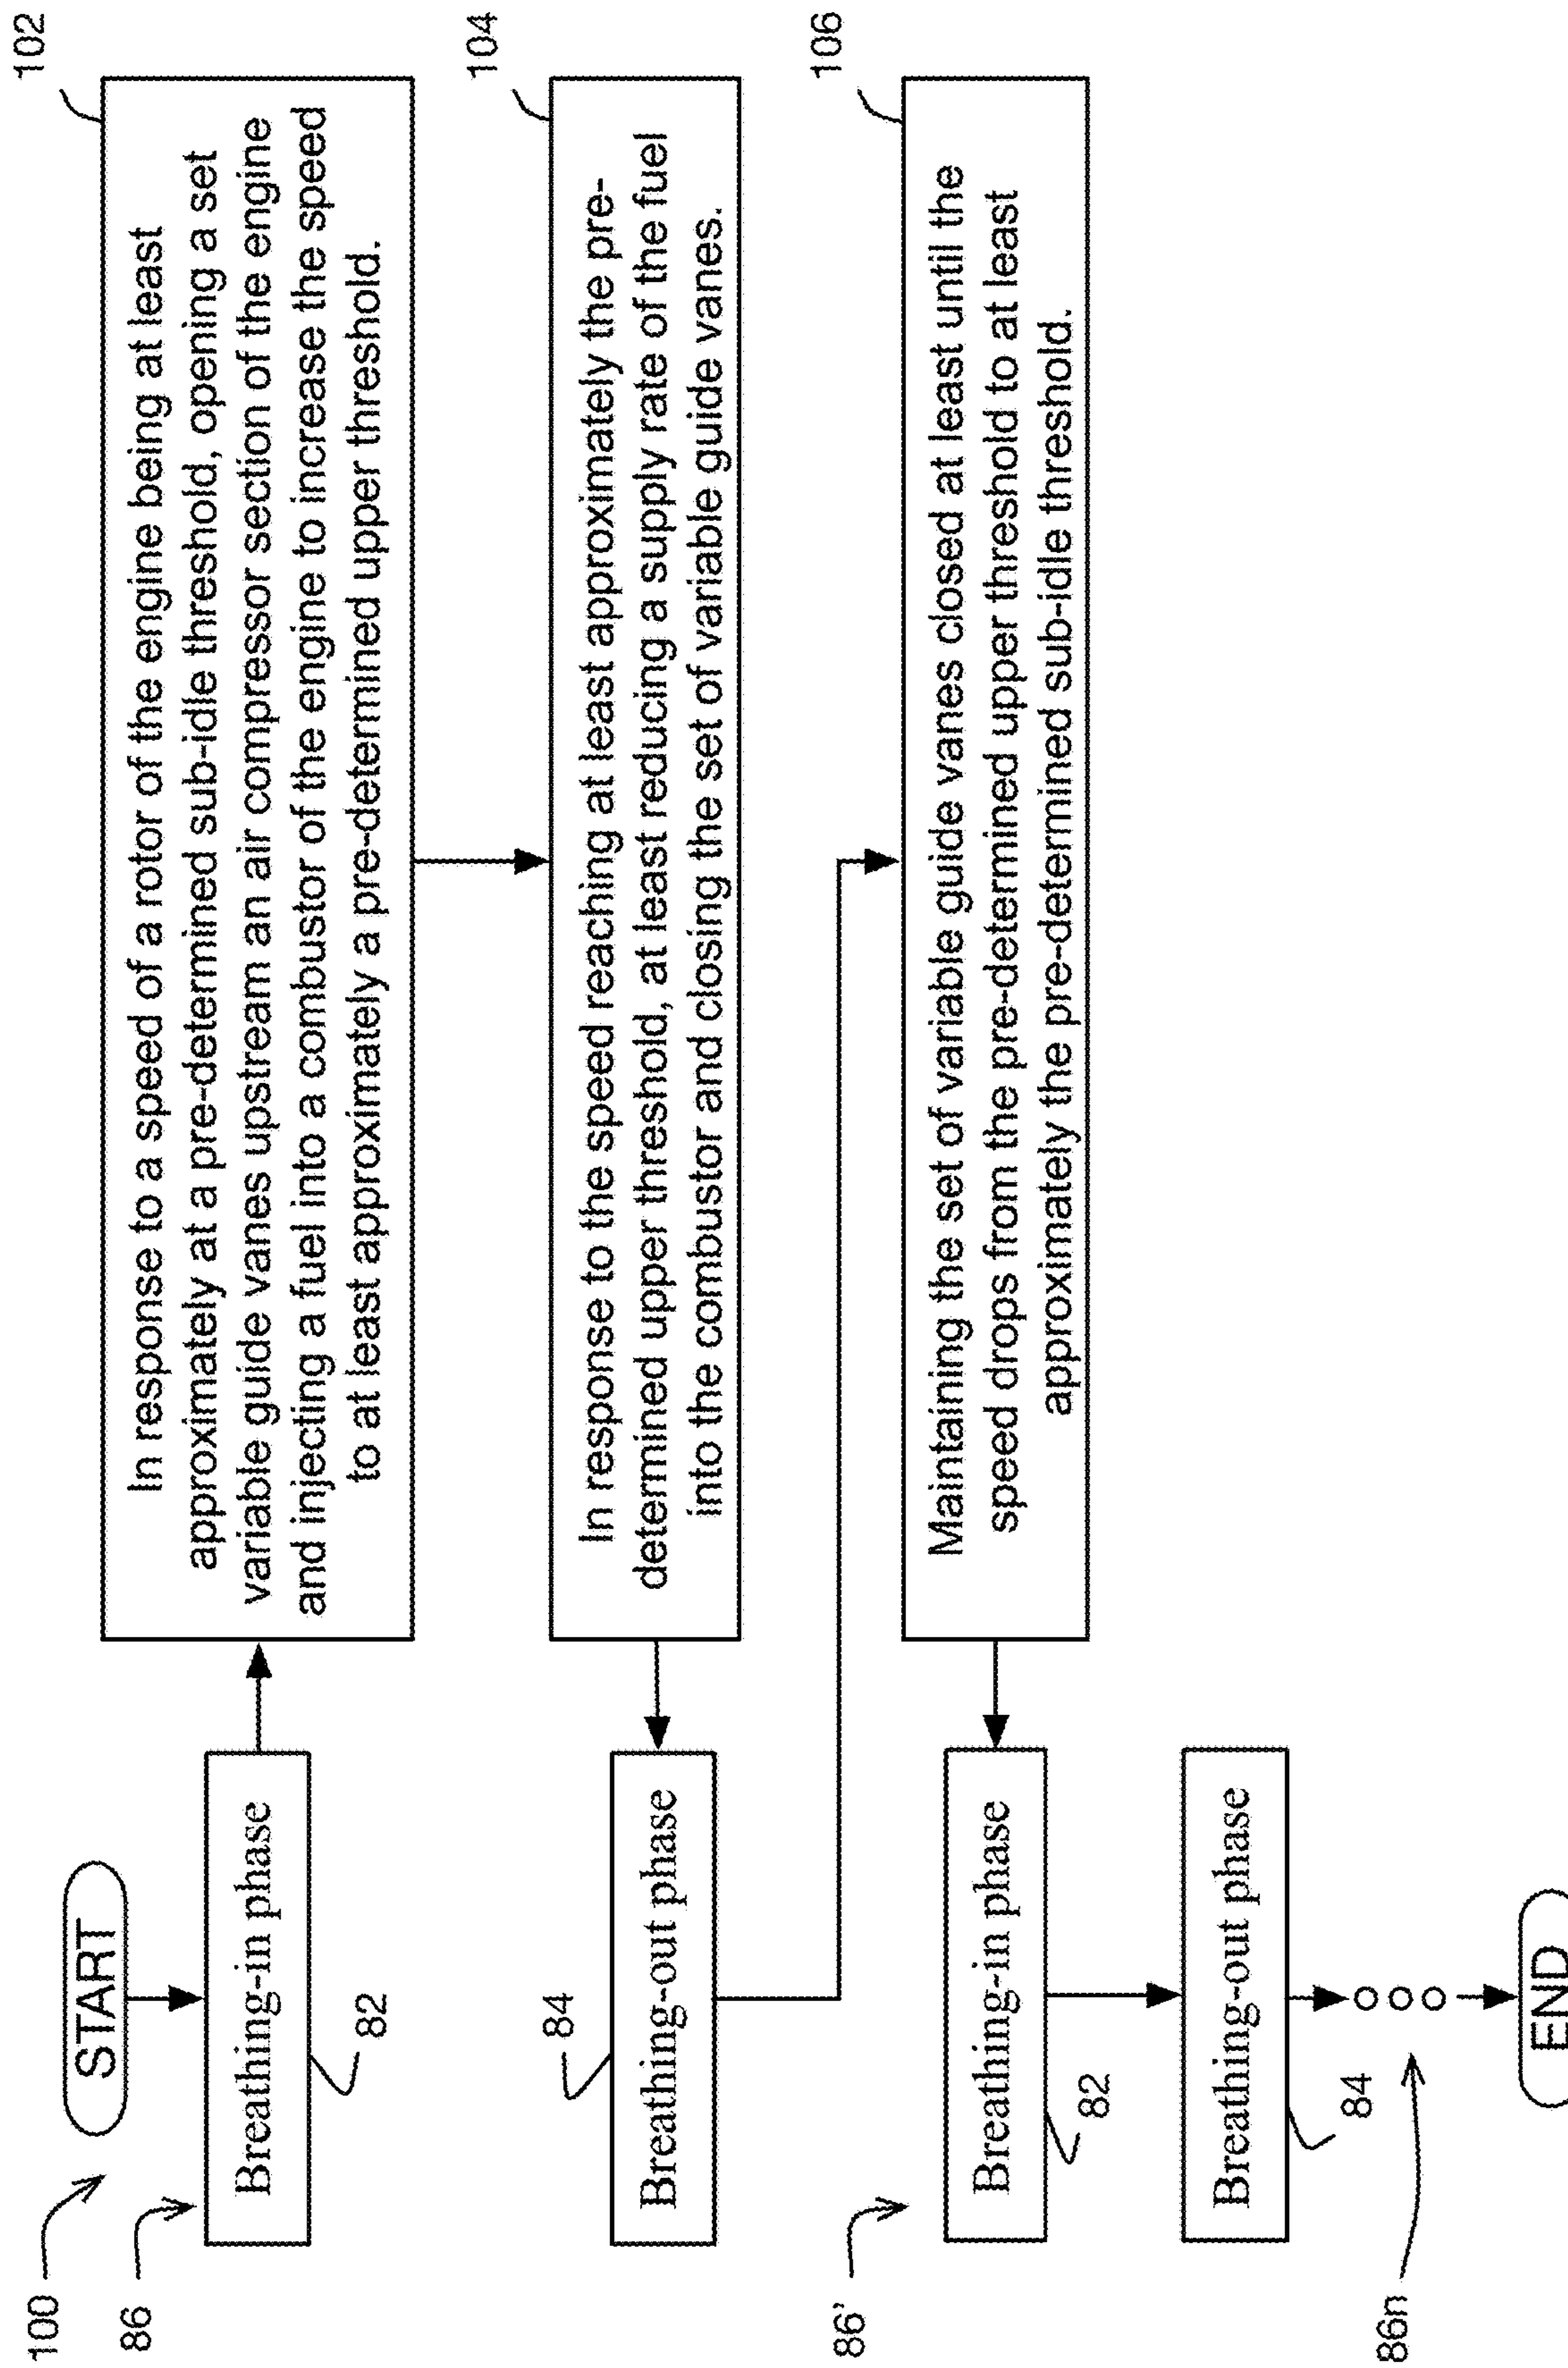 100
START
86
Breathing-in phase
82
102
In response to a speed of a rotor of the engine being at least
approximately at a pre-determined sub-idle threshold, opening a set
variable guide vanes upstream an air compressor section of the engine
and injecting a fuel into a combustor of the engine to increase the speed
to at least approximately a pre-determined upper threshold.
104
In response to the speed reaching at least approximately the pre-
determined upper threshold, at least reducing a supply rate of the fuel
into the combustor and closing the set of variable guide vanes.
84
Breathing-out phase
106
Maintaining the set of variable guide vanes closed at least until the
speed drops from the pre-determined upper threshold to at least
approximately the pre-determined sub-idle threshold.
86’
Breathing-in phase
82
Breathing-out phase
84
86n
END